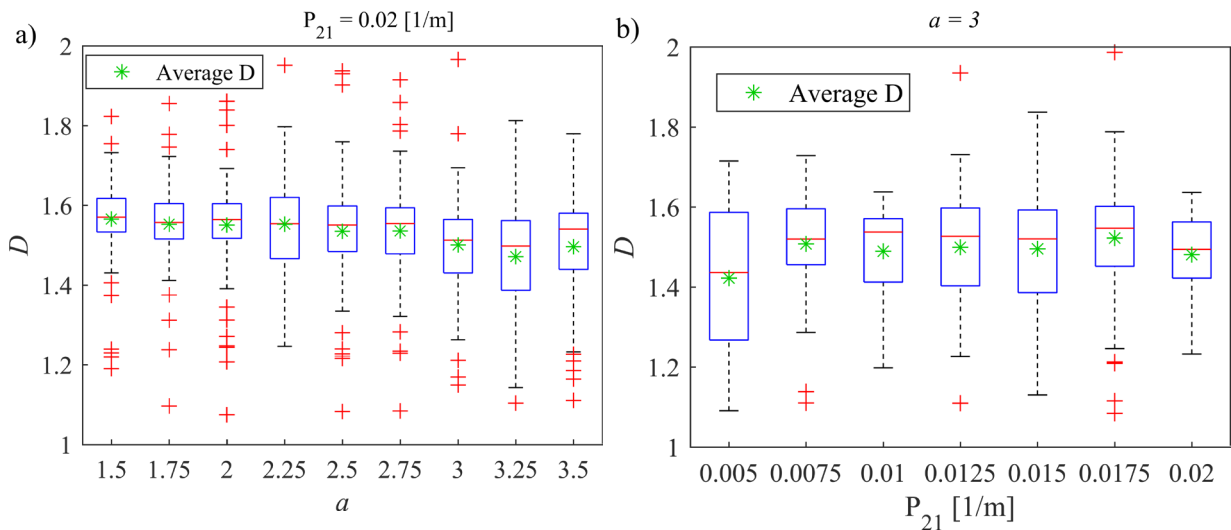 a)
P21 = 0.02 [1/m]
Average D
D
2
1.8
1.6
1.4
1.2
1
1.5 1.75 2 2.25 2.5 2.75 3 3.25 3.5
a
b)
a = 3
Average D
D
2
1.8
1.6
1.4
1.2
1
0.005 0.0075 0.01 0.0125 0.015 0.0175 0.02
P21 [1/m]